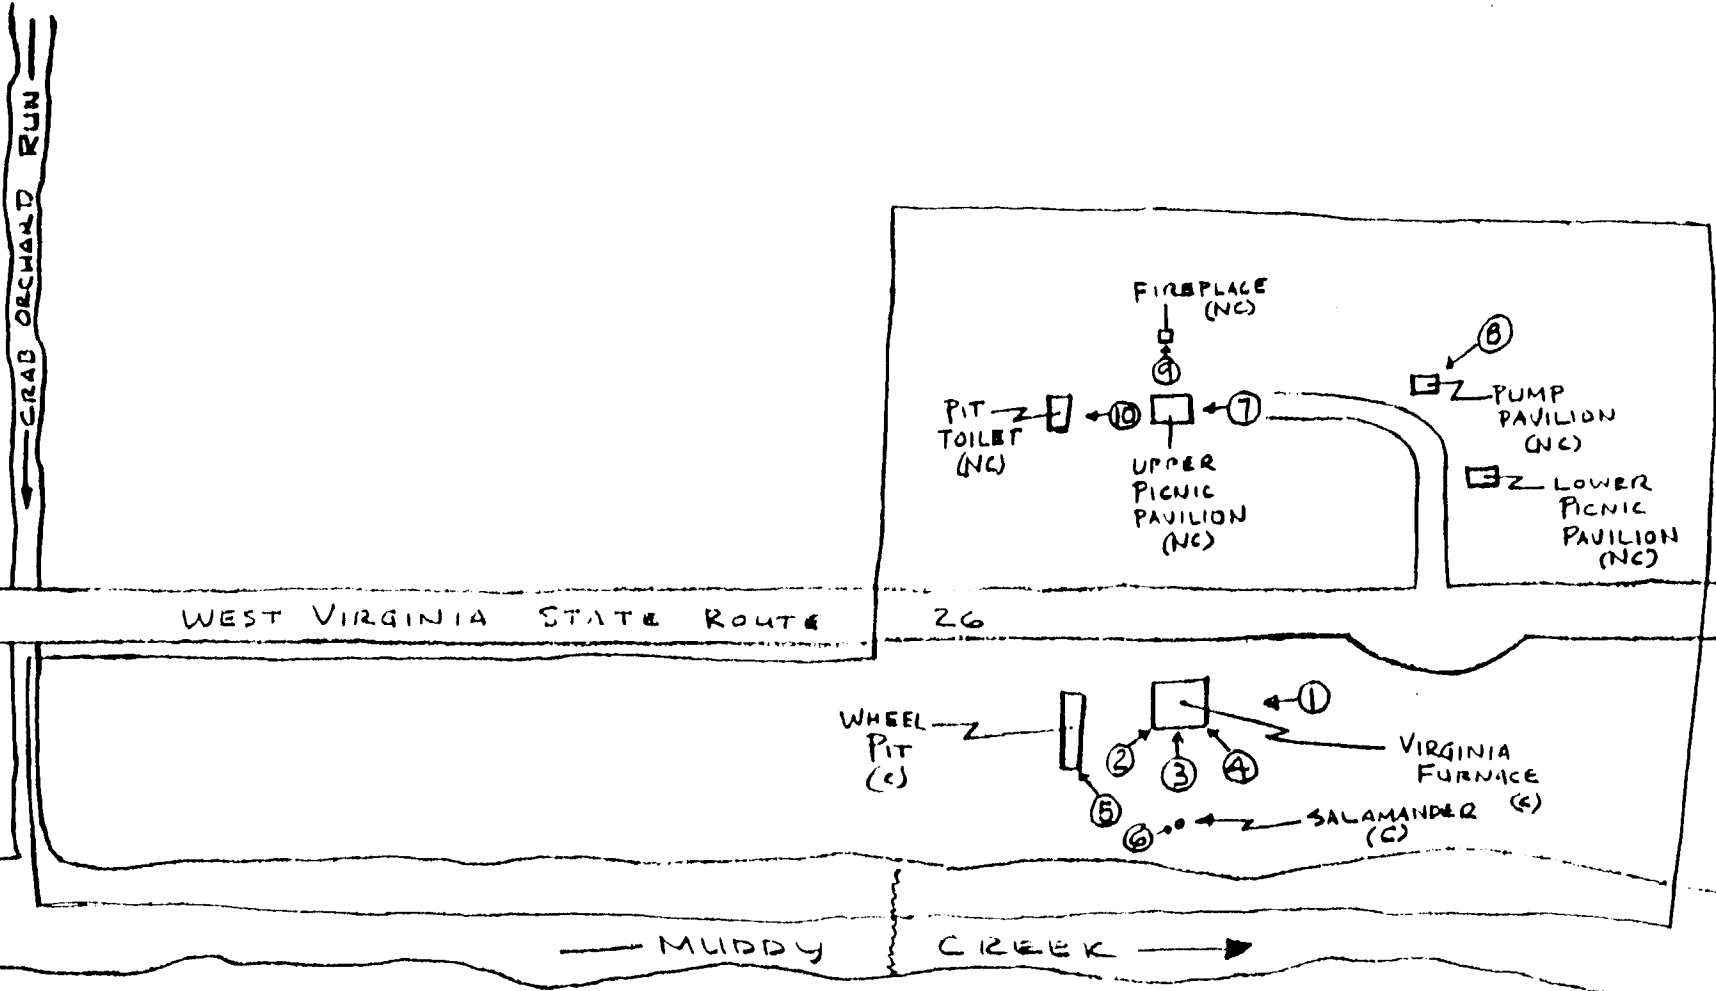 CRAB ORCHARD RUN
FIREPLACE
(NC)
8
9
PUMP
PAVILION
(NC)
PIT
TOILET
(NC)
10
7
UPPER
PICNIC
PAVILION
(NC)
LOWER
PICNIC
PAVILION
(NC)
WEST VIRGINIA STATE ROUTE 26
1
WHEEL
PIT
(C)
2
3
4
VIRGINIA
FURNACE
(C)
5
6
SALAMANDER
(C)
MUDDY CREEK